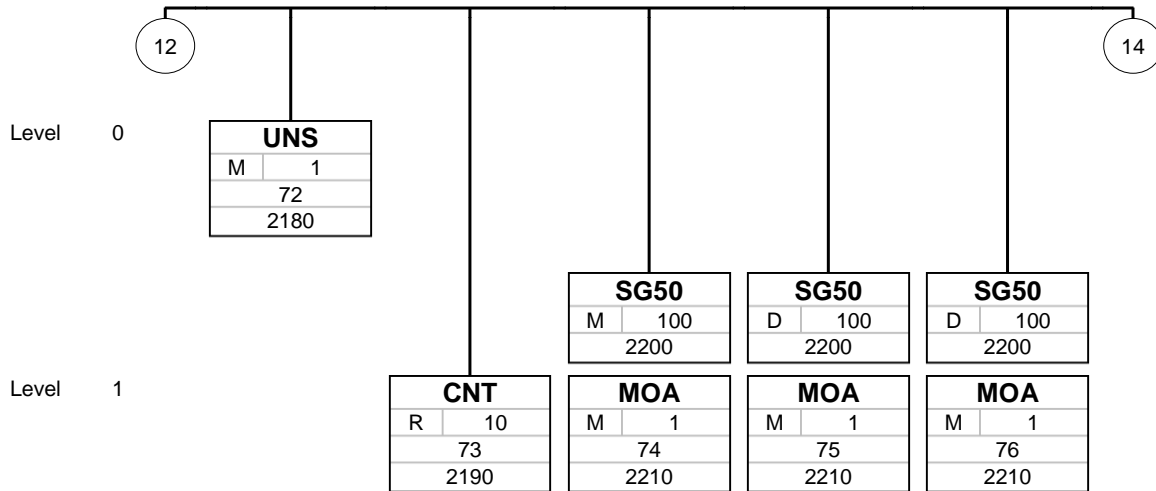 12 14
Level 0
UNS
M 1
72
2180
SG50 SG50 SG50
M 100 D 100 D 100
2200 2200 2200
Level 1
CNT MOA MOA MOA
R 10 M 1 M 1 M 1
73 74 75 76
2190 2210 2210 2210